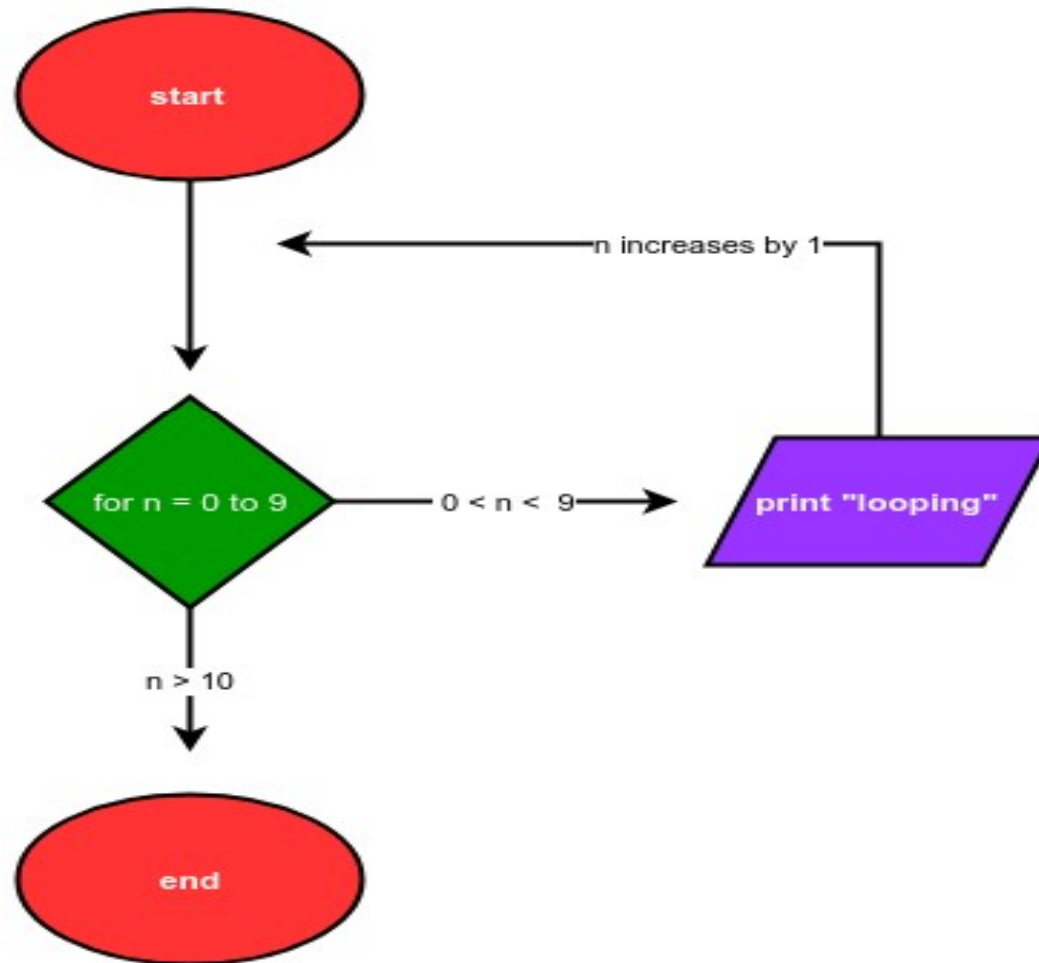 start
n increases by 1
for n = 0 to 9
0 < n < 9
print "looping"
n > 10
end